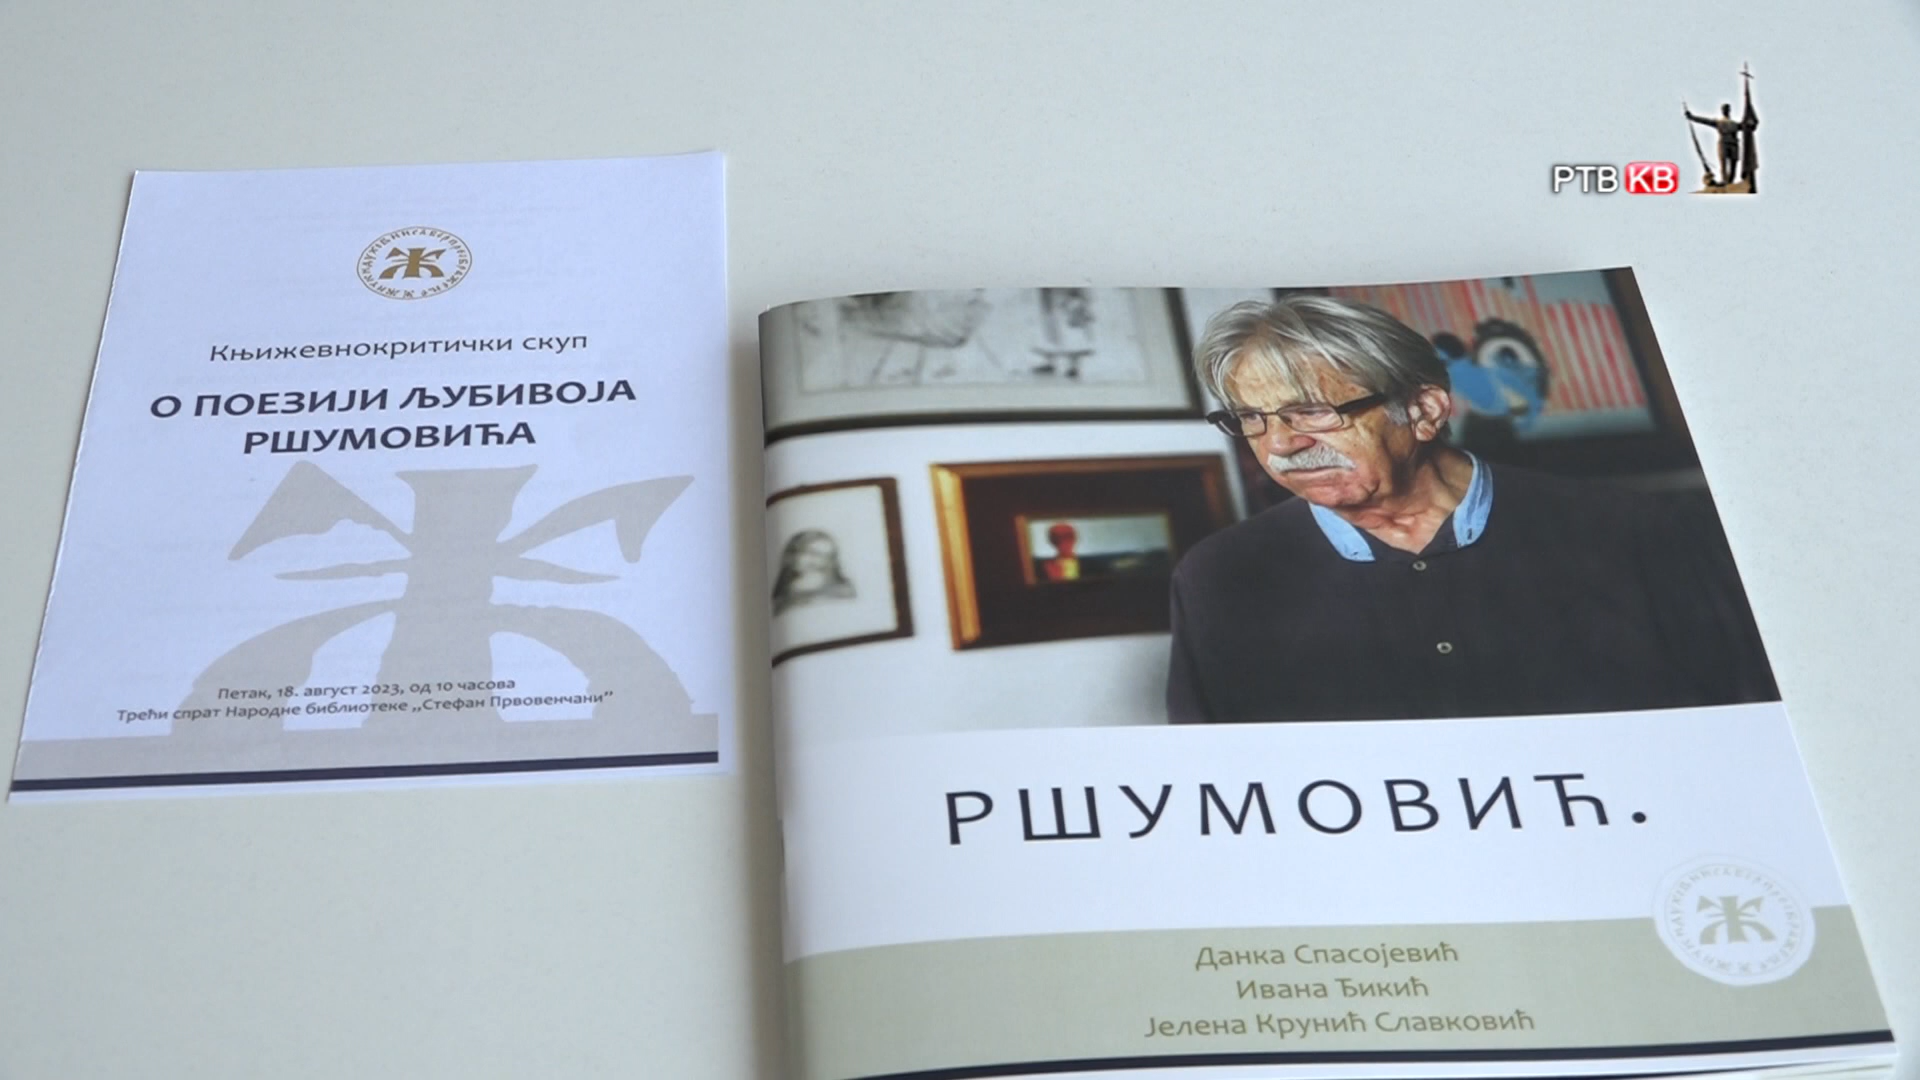 РТВ КВ
Књижевнокритички скуп
О ПОЕЗИЈИ ЉУБИВОЈА
РШУМОВИЋА
Петак, 18. август 2023, од 10 часова
Трећи спрат Народне библиотеке „Стефан Првовенчани”
РШУМОВИЋ.
Данка Спасојевић
Ивана Ђикић
Јелена Крунић Славковић